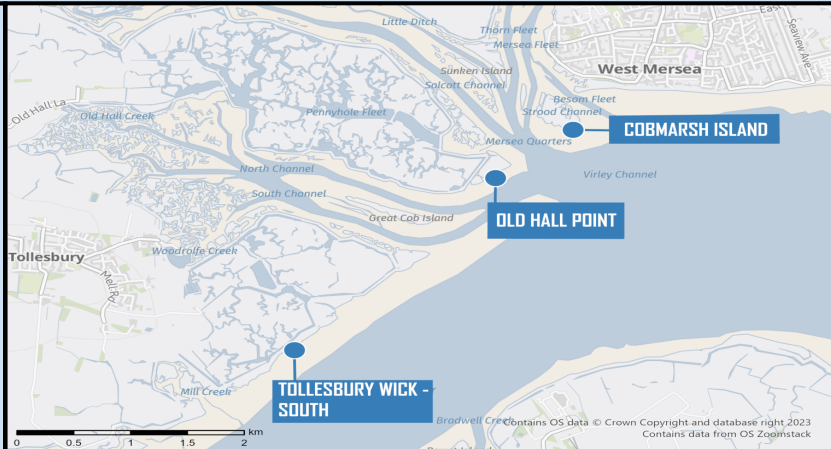 Little Ditch
Thorn Fleet
Mersea Fleet
East
Seaview Ave
Sunken Island
Salcott Channel
West Mersea
Old Hall La
Old Hall Creek
Pennyhole Fleet
Besom Fleet
Strood Channel
COBMARSH ISLAND
Mersea Quarters
North Channel
Virley Channel
South Channel
Great Cob Island
OLD HALL POINT
Woodrolfe Creek
Tollesbury
Mell Rd
Mill Creek
TOLLESBURY WICK -
SOUTH
Bradwell Creek
Contains OS data © Crown Copyright and database right 2023
Contains data from OS Zoomstack
km
0 0.5 1 1.5 2